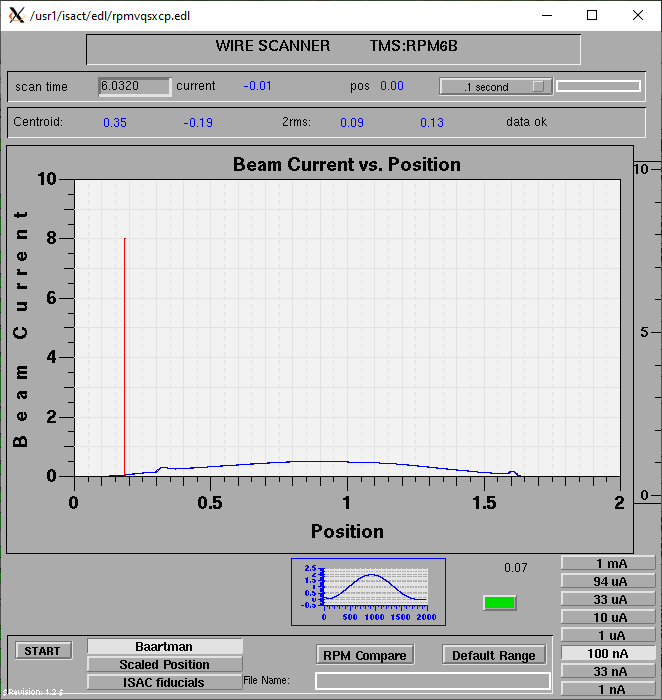 /usr1/isact/edl/rpmvqsxcp.edl
WIRE SCANNER TMS:RPM6B
scan time 6.0320 current -0.01 pos 0.00 .1 second
Centroid: 0.35 -0.19 2rms: 0.09 0.13 data ok
Beam Current vs. Position
10
8
6
4
2
0
Beam Current
0 0.5 1 1.5 2
Position
10
5
0
2.5
2
1.5
1
0.5
0
-0.5
0 500 1000 1500 2000
0.07
1 mA
94 uA
33 uA
10 uA
1 uA
100 nA
33 nA
1 nA
START
Baartman
Scaled Position
ISAC fiducials
RPM Compare
Default Range
File Name:
$Revision: 1.2 $